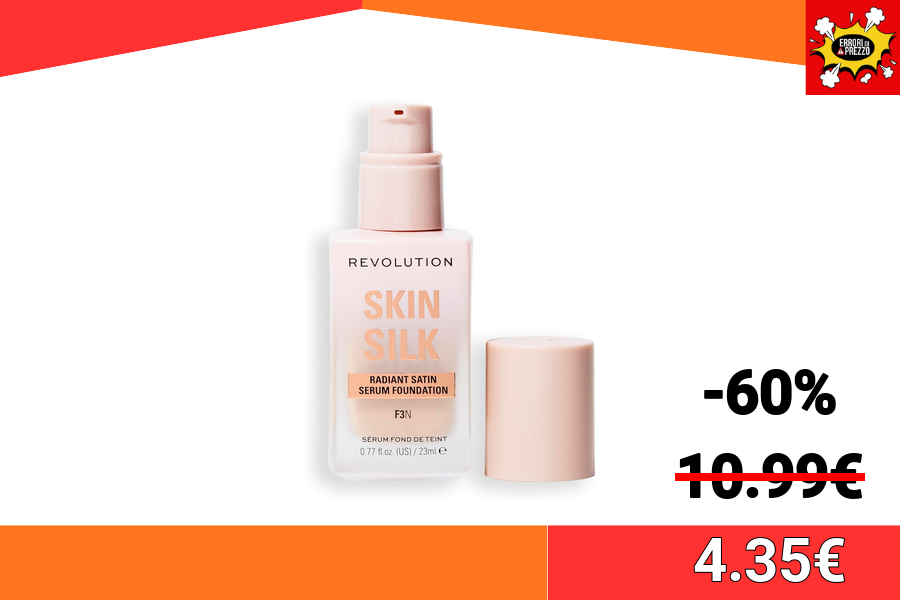 ERRORI DI
PREZZO
REVOLUTION
SKIN
SILK
RADIANT SATIN
SERUM FOUNDATION
F3N
SÉRUM FOND DE TEINT
0.77 fl.oz. (US) / 23ml ℮
-60%
10.99€
4.35€